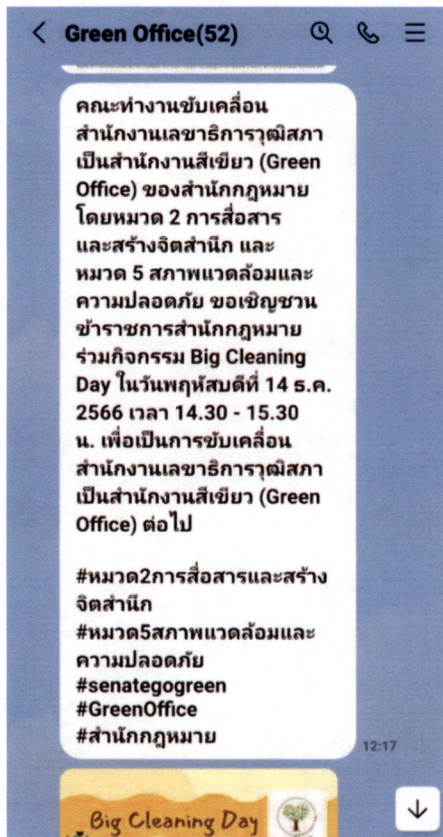 Green Office(52)
คณะทำงานขับเคลื่อน
สำนักงานเลขาธิการวุฒิสภา
เป็นสำนักงานสีเขียว (Green
Office) ของสำนักกฎหมาย
โดยหมวด 2 การสื่อสาร
และสร้างจิตสำนึก และ
หมวด 5 สภาพแวดล้อมและ
ความปลอดภัย ขอเชิญชวน
ข้าราชการสำนักกฎหมาย
ร่วมกิจกรรม Big Cleaning
Day ในวันพฤหัสบดีที่ 14 ธ.ค.
2566 เวลา 14.30 - 15.30
น. เพื่อเป็นการขับเคลื่อน
สำนักงานเลขาธิการวุฒิสภา
เป็นสำนักงานสีเขียว (Green
Office) ต่อไป
#หมวด2การสื่อสารและสร้าง
จิตสำนึก
#หมวด5สภาพแวดล้อมและ
ความปลอดภัย
#senategogreen
#GreenOffice
#สำนักกฎหมาย
12:17
Big Cleaning Day